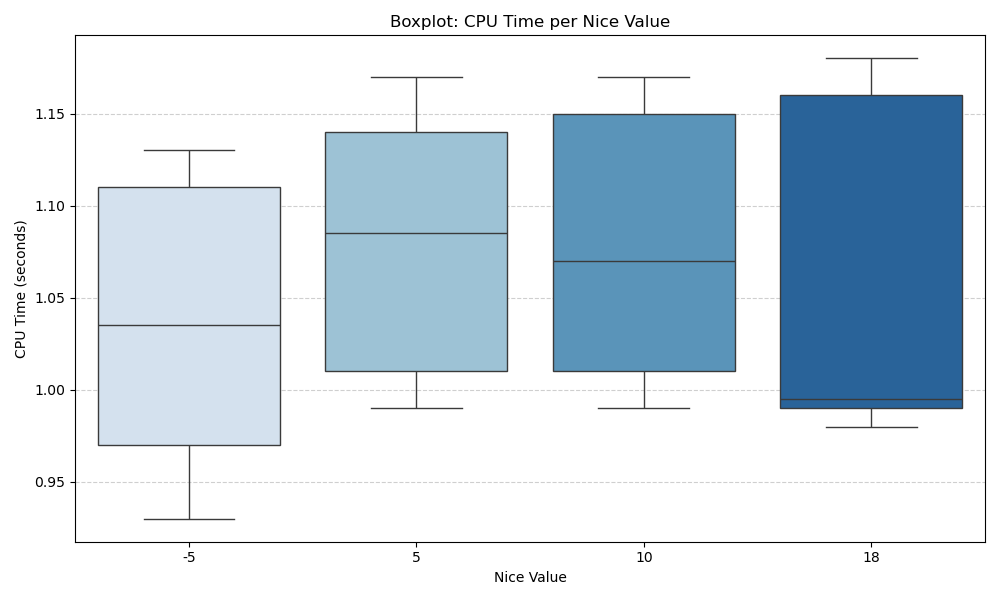 Boxplot: CPU Time per Nice Value
CPU Time (seconds)
1.15
1.10
1.05
1.00
0.95
-5 5 10 18
Nice Value